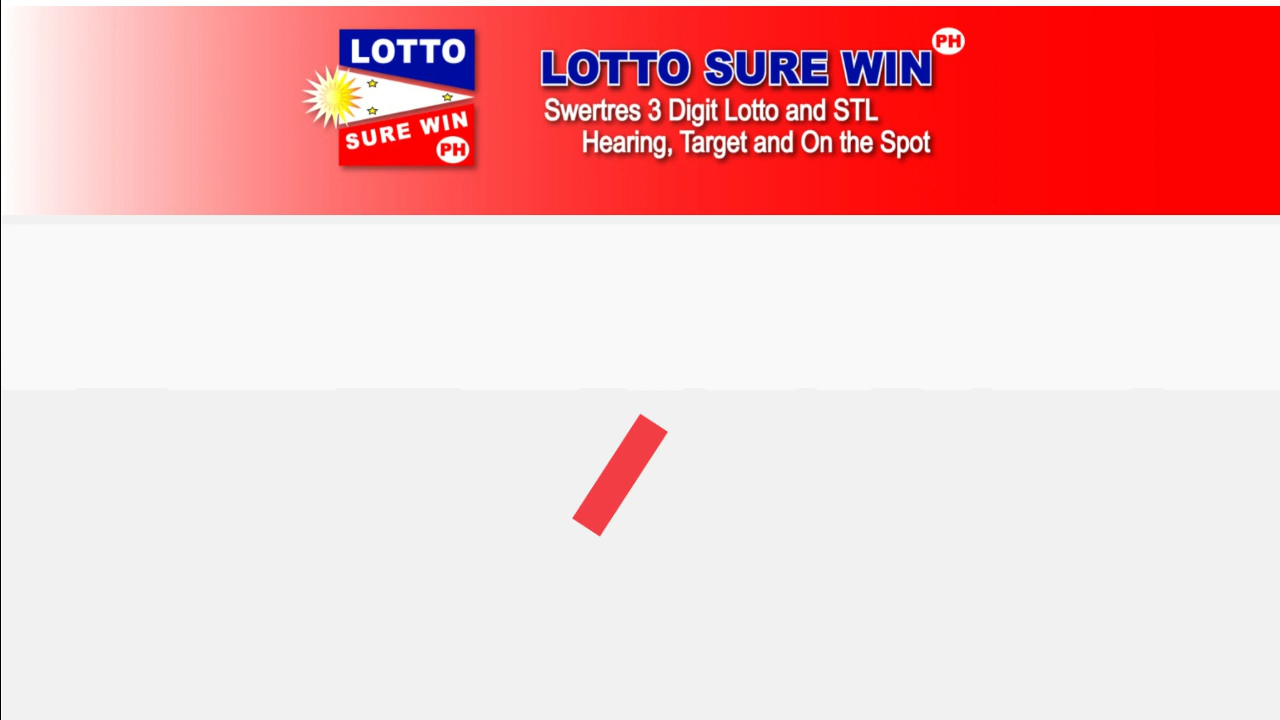 LOTTO
SURE WIN
PH
LOTTO SURE WIN PH
Swertres 3 Digit Lotto and STL
Hearing, Target and On the Spot